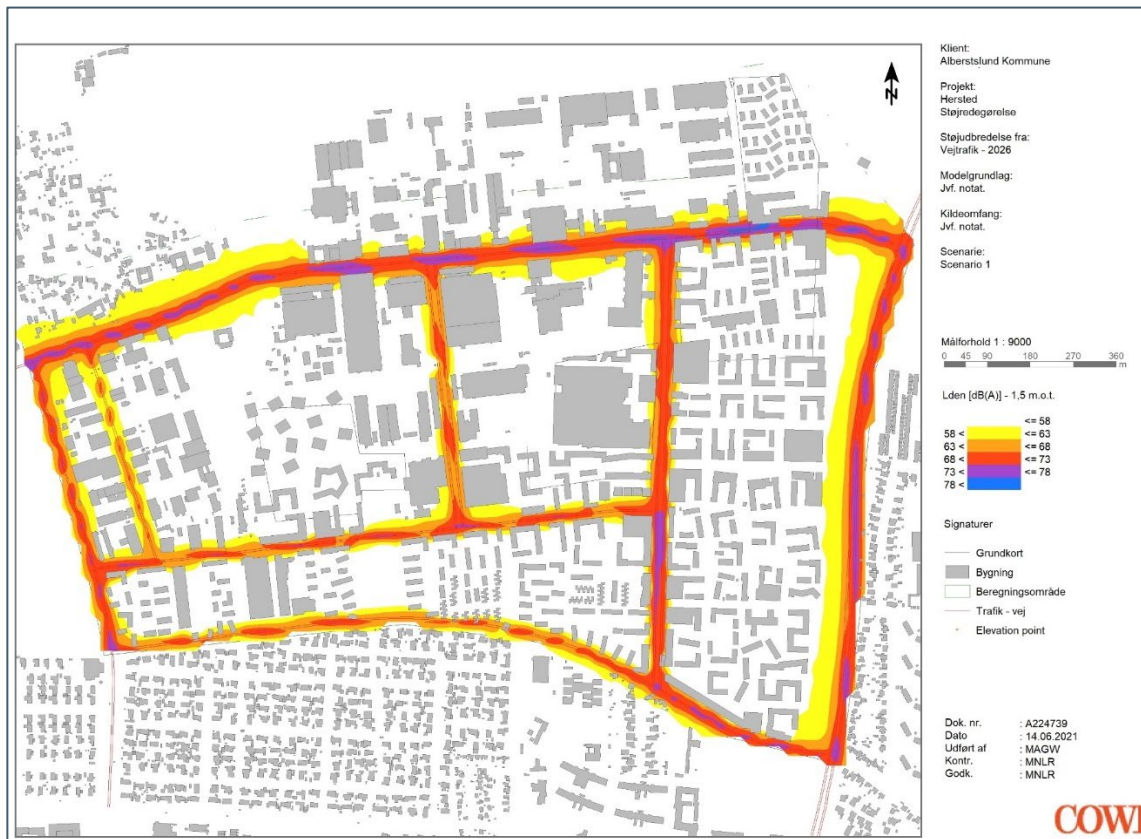 N
Klient:
Alberstslund Kommune
Projekt:
Hersted
Støjredegørelse
Støjudbredelse fra:
Vejtrafik - 2026
Modelgrundlag:
Jvf. notat.
Kildeomfang:
Jvf. notat.
Scenarie:
Scenario 1
Målforhold 1 : 9000
0 45 90 180 270 360
m
Lden [dB(A)] - 1,5 m.o.t.
<= 58
58 < <= 63
63 < <= 68
68 < <= 73
73 < <= 78
78 <
Signaturer
Grundkort
Bygning
Beregningsområde
Trafik - vej
Elevation point
Dok. nr. : A224739
Dato : 14.06.2021
Udført af : MAGW
Kontr. : MNLR
Godk. : MNLR
COWI